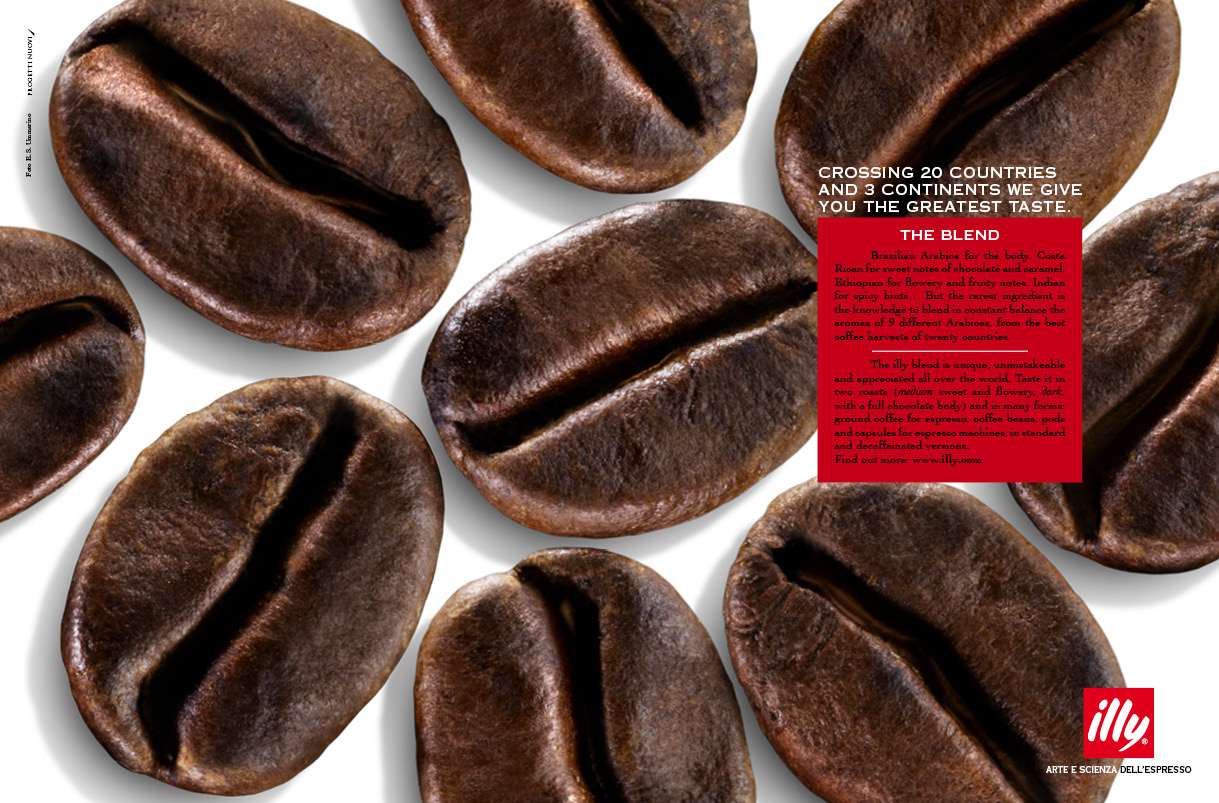 PROGETTI NUOVI
Foto E. S. Ummarino
CROSSING 20 COUNTRIES
AND 3 CONTINENTS WE GIVE
YOU THE GREATEST TASTE.
THE BLEND
Brazilian Arabica for the body, Costa
Rican for sweet notes of chocolate and caramel.
Ethiopian for flowery and fruity notes. Indian
for spicy hints... But the rarest ingredient is
the knowledge to blend in constant balance the
aromas of 9 different Arabicas, from the best
coffee harvests of twenty countries.
The illy blend is unique, unmistakeable
and appreciated all over the world. Taste it in
two roasts (medium sweet and flowery, dark,
with a full chocolate body) and in many forms:
ground coffee for espresso, coffee beans, pods
and capsules for espresso machines, in standard
and decaffeinated versions.
Find out more: www.illy.com
illy®
ARTE E SCIENZA DELL'ESPRESSO